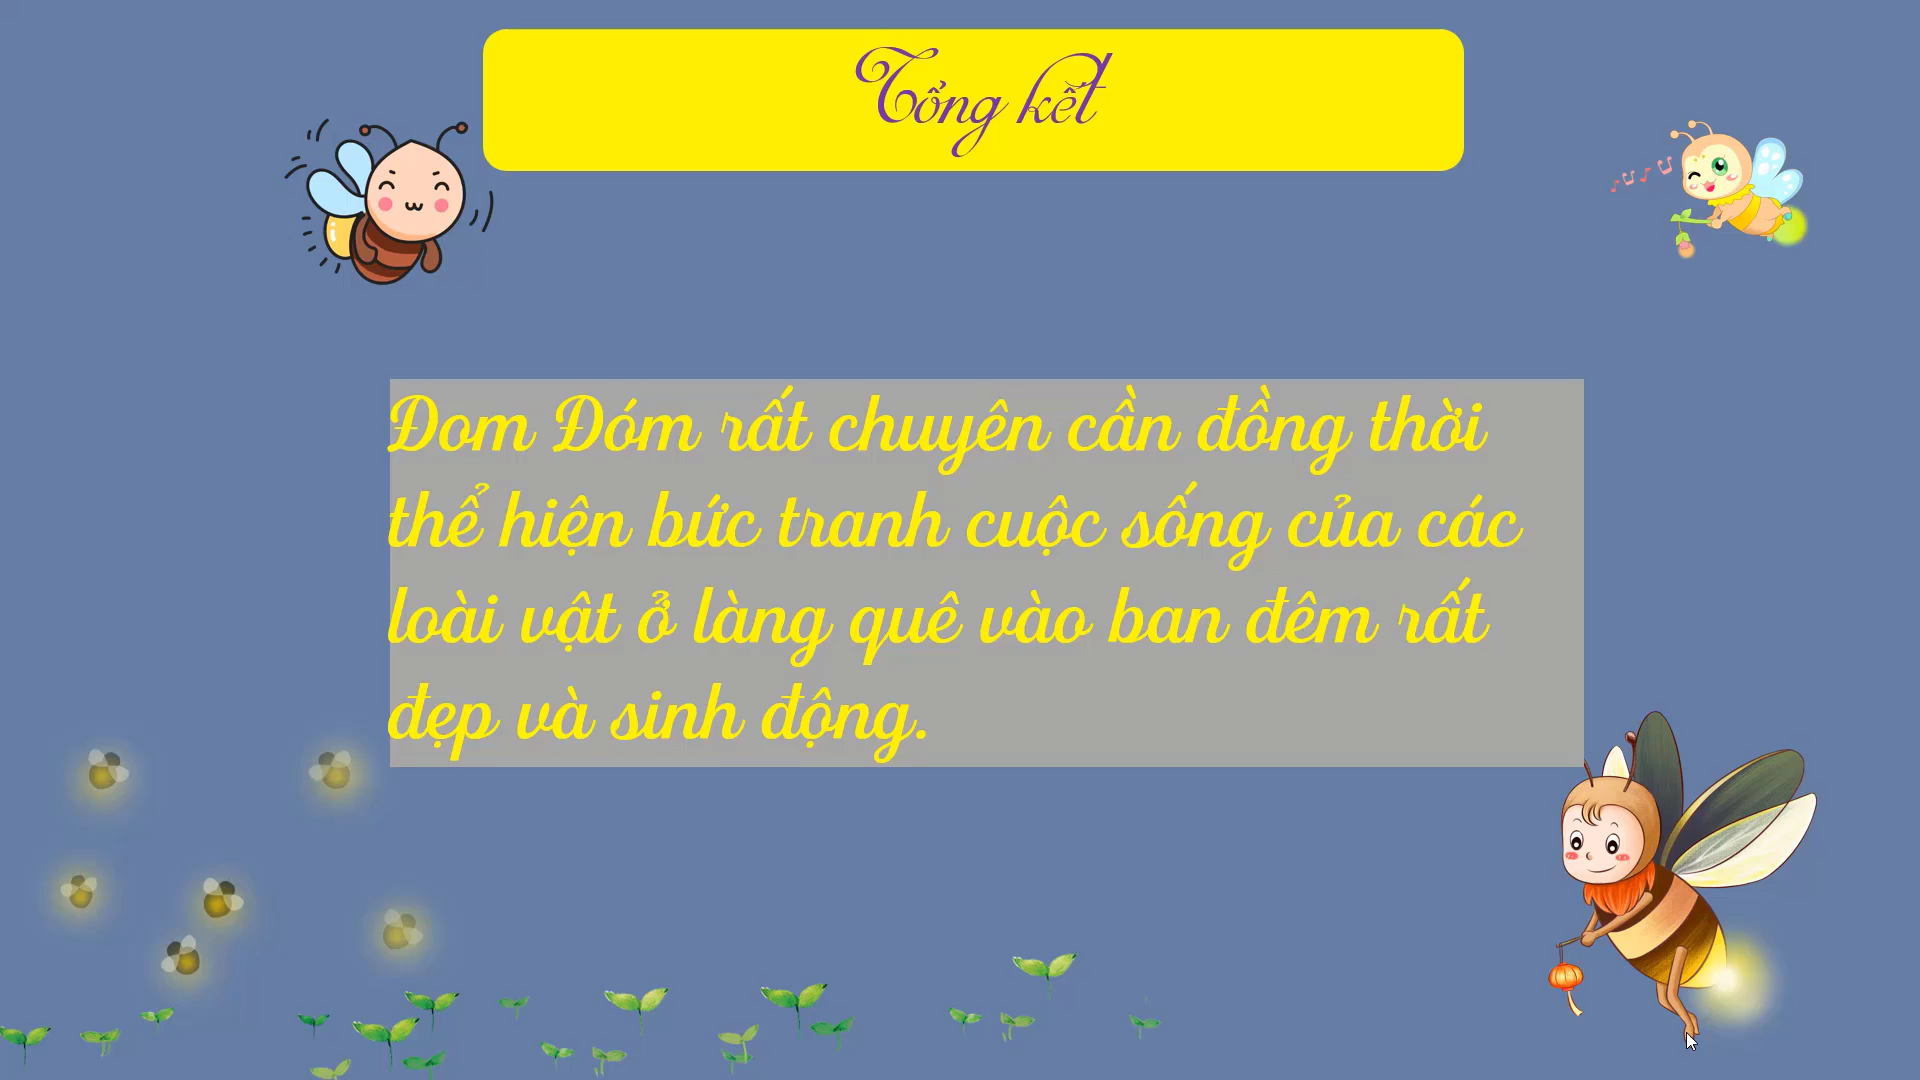 Tổng kết
Đom Đóm rất chuyên cần đồng thời
thể hiện bức tranh cuộc sống của các
loài vật ở làng quê vào ban đêm rất
đẹp và sinh động.